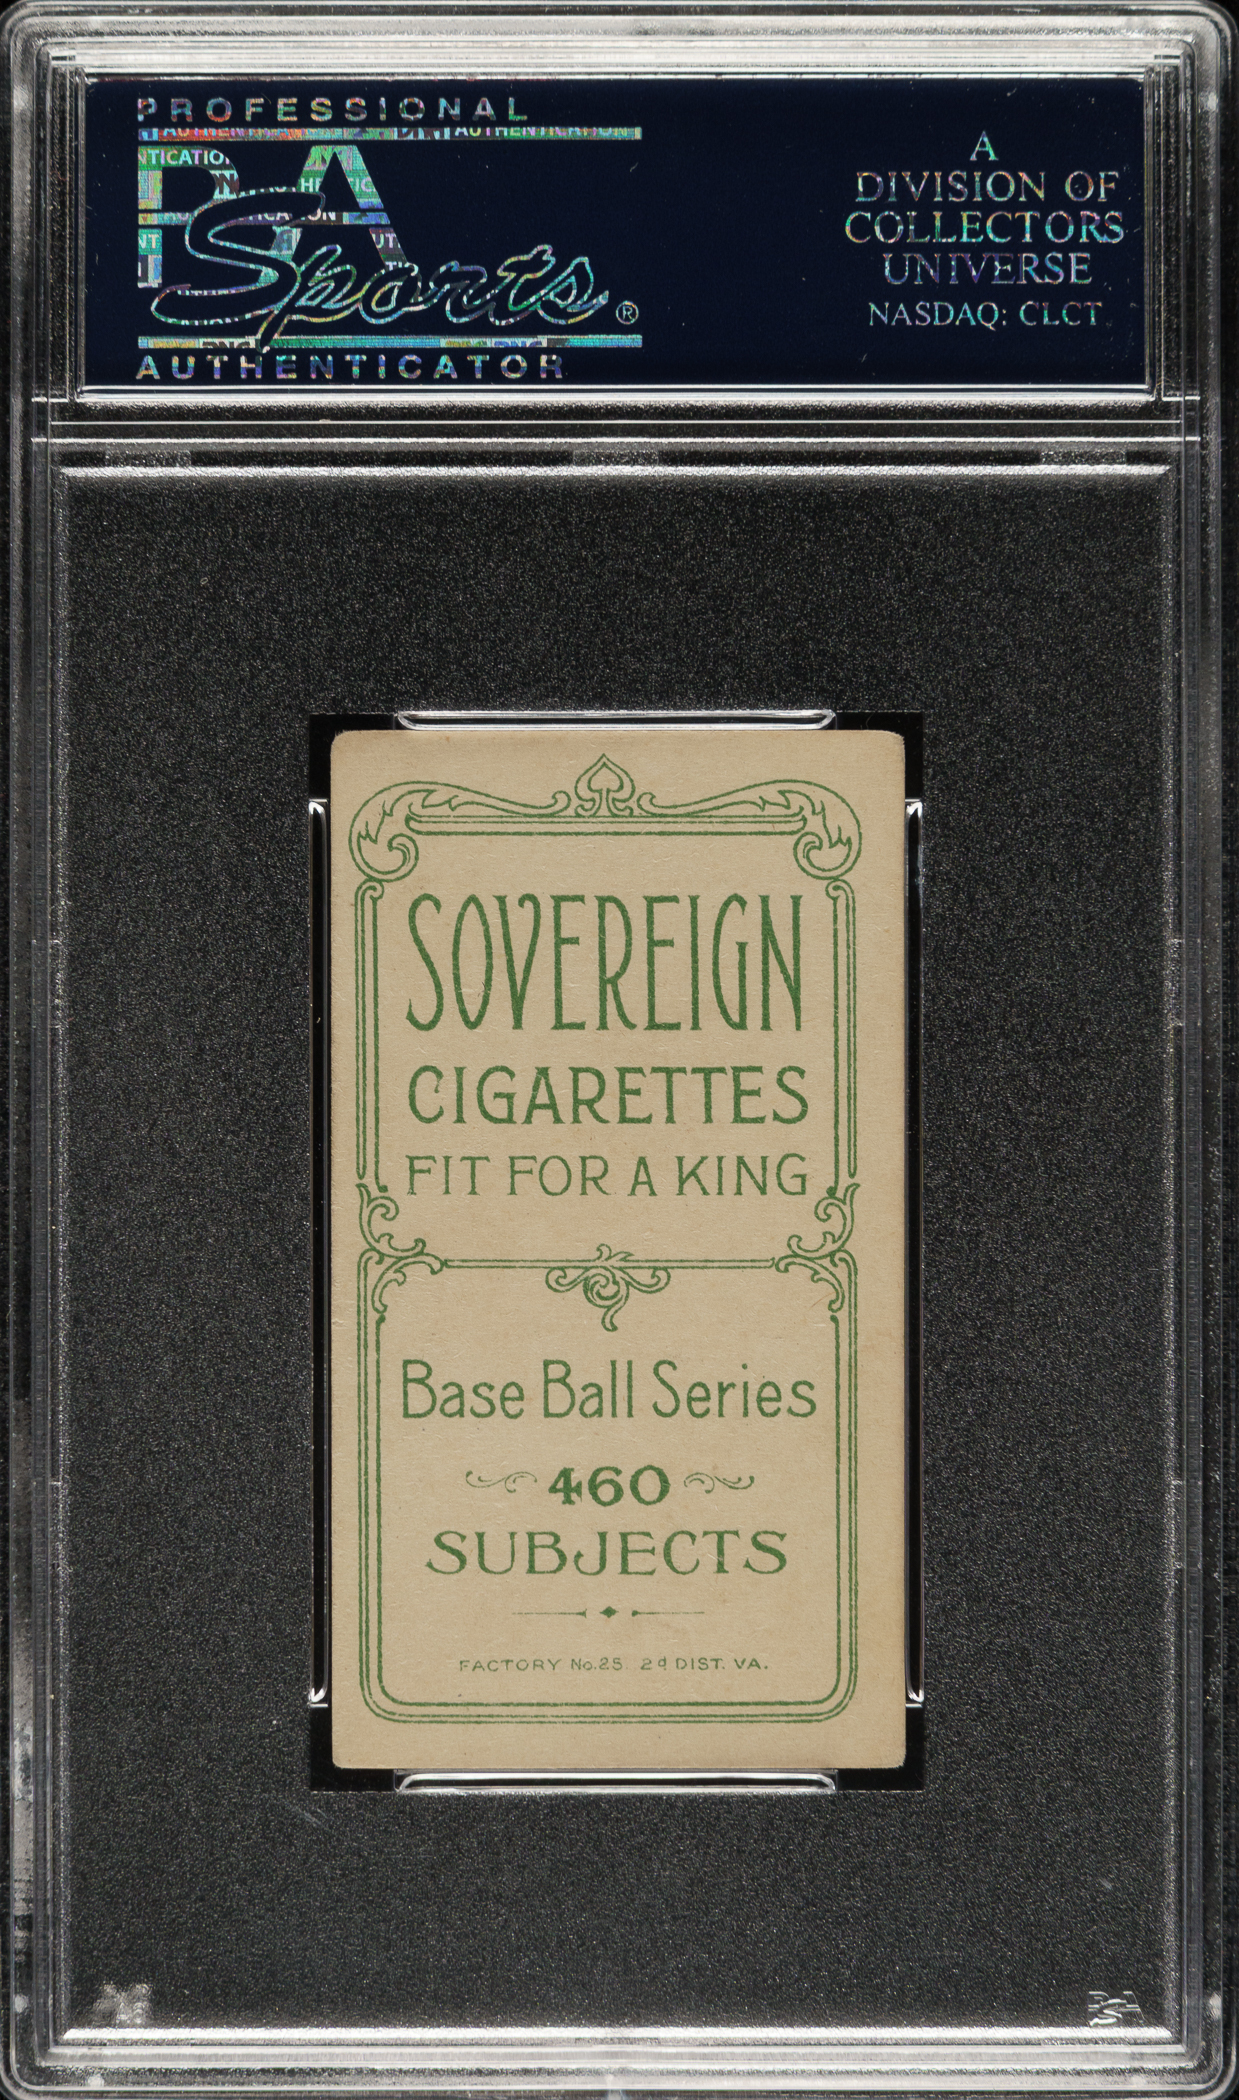 PROFESSIONAL
PSA
Sports®
AUTHENTICATOR
A
DIVISION OF
COLLECTORS
UNIVERSE
NASDAQ: CLCT
SOVEREIGN
CIGARETTES
FIT FOR A KING
Base Ball Series
460
SUBJECTS
FACTORY No.25. 2d DIST. VA.
PSA